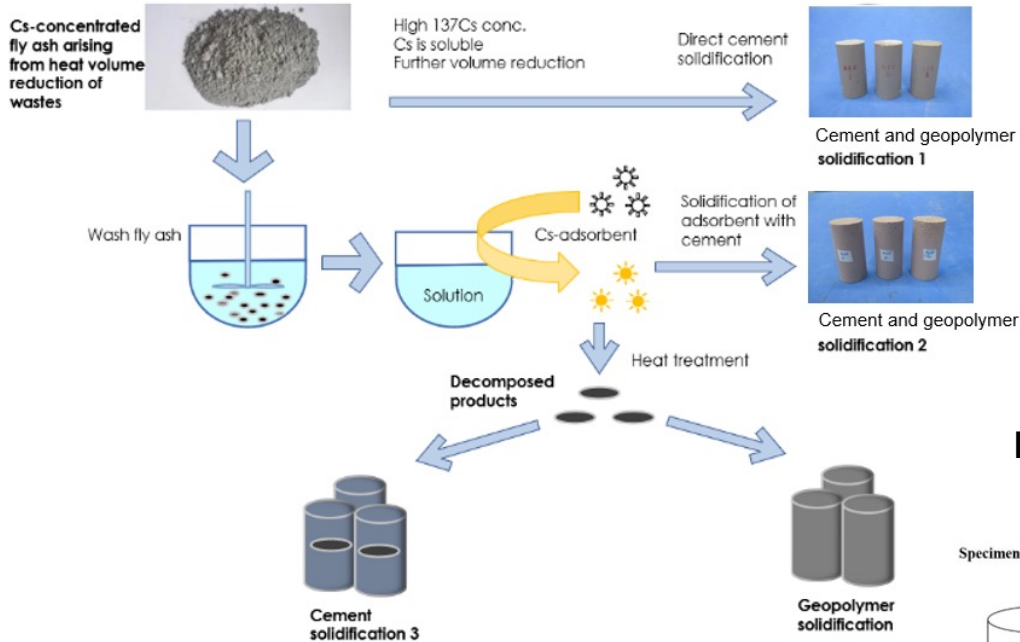 Cs-concentrated
fly ash arising
from heat volume
reduction of
wastes
High 137Cs conc.
Cs is soluble
Further volume reduction
Direct cement
solidification
Cement and geopolymer
solidification 1
Wash fly ash
Solution
Cs-adsorbent
Solidification of
adsorbent with
cement
Cement and geopolymer
solidification 2
Heat treatment
Decomposed
products
Cement
solidification 3
Geopolymer
solidification
Specimen